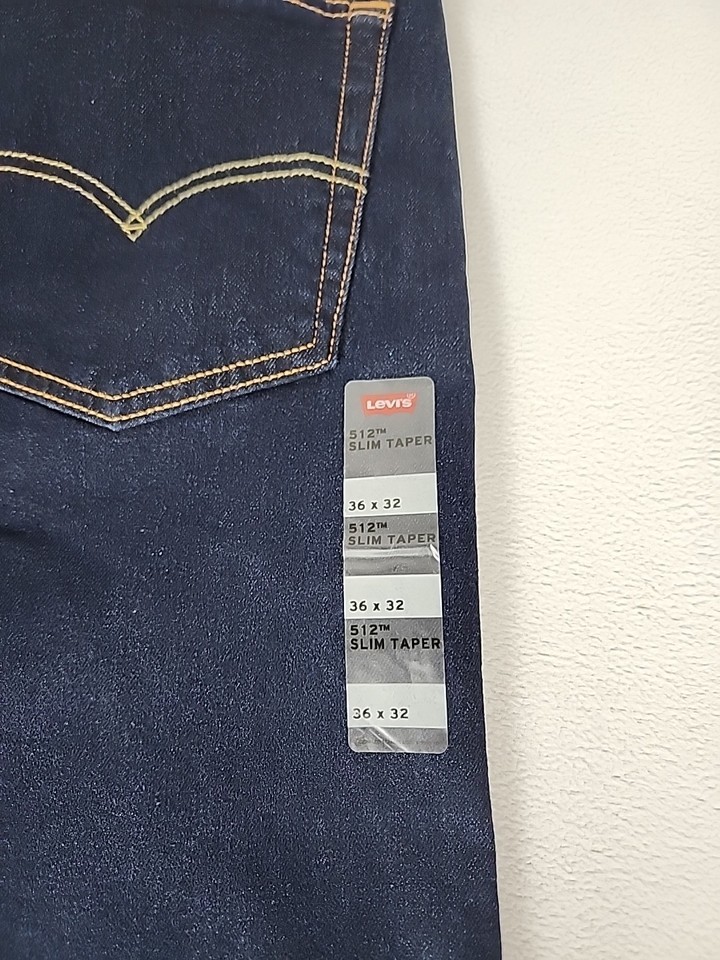 Levi's
512™
SLIM TAPER
36 x 32
512™
SLIM TAPER
36 x 32
512™
SLIM TAPER
36 x 32